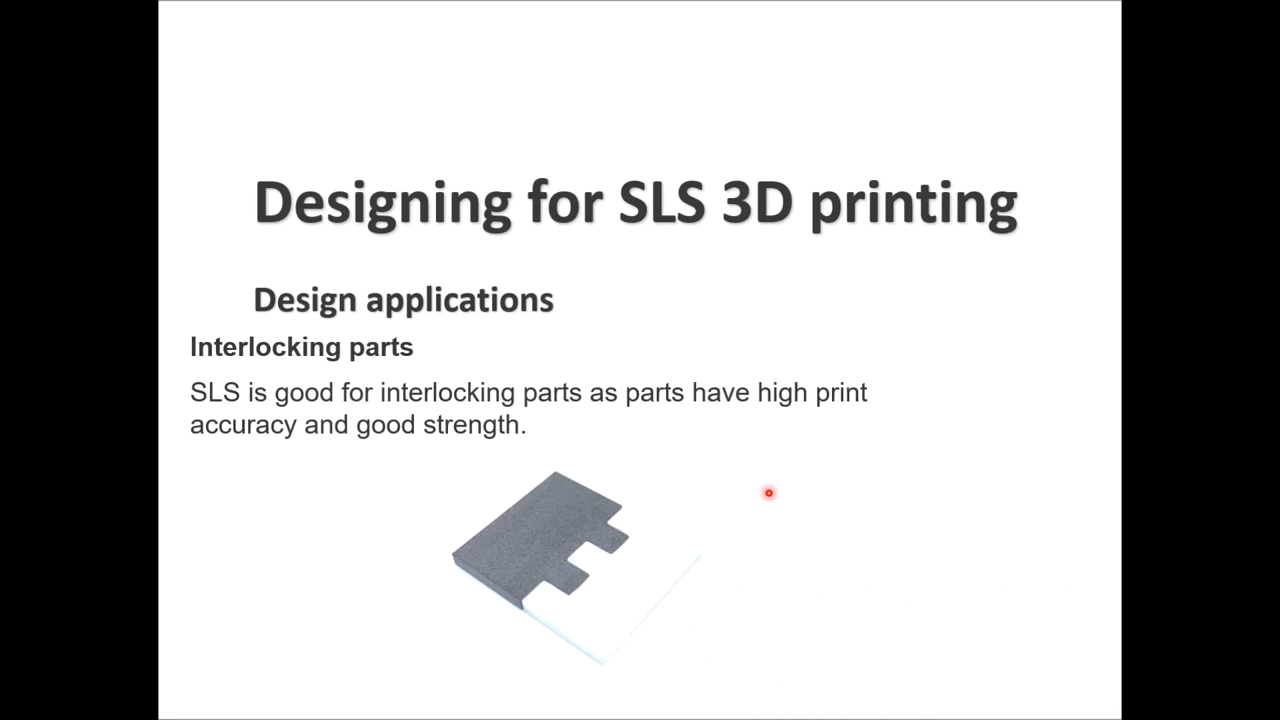 Designing for SLS 3D printing
Design applications
Interlocking parts
SLS is good for interlocking parts as parts have high print
accuracy and good strength.